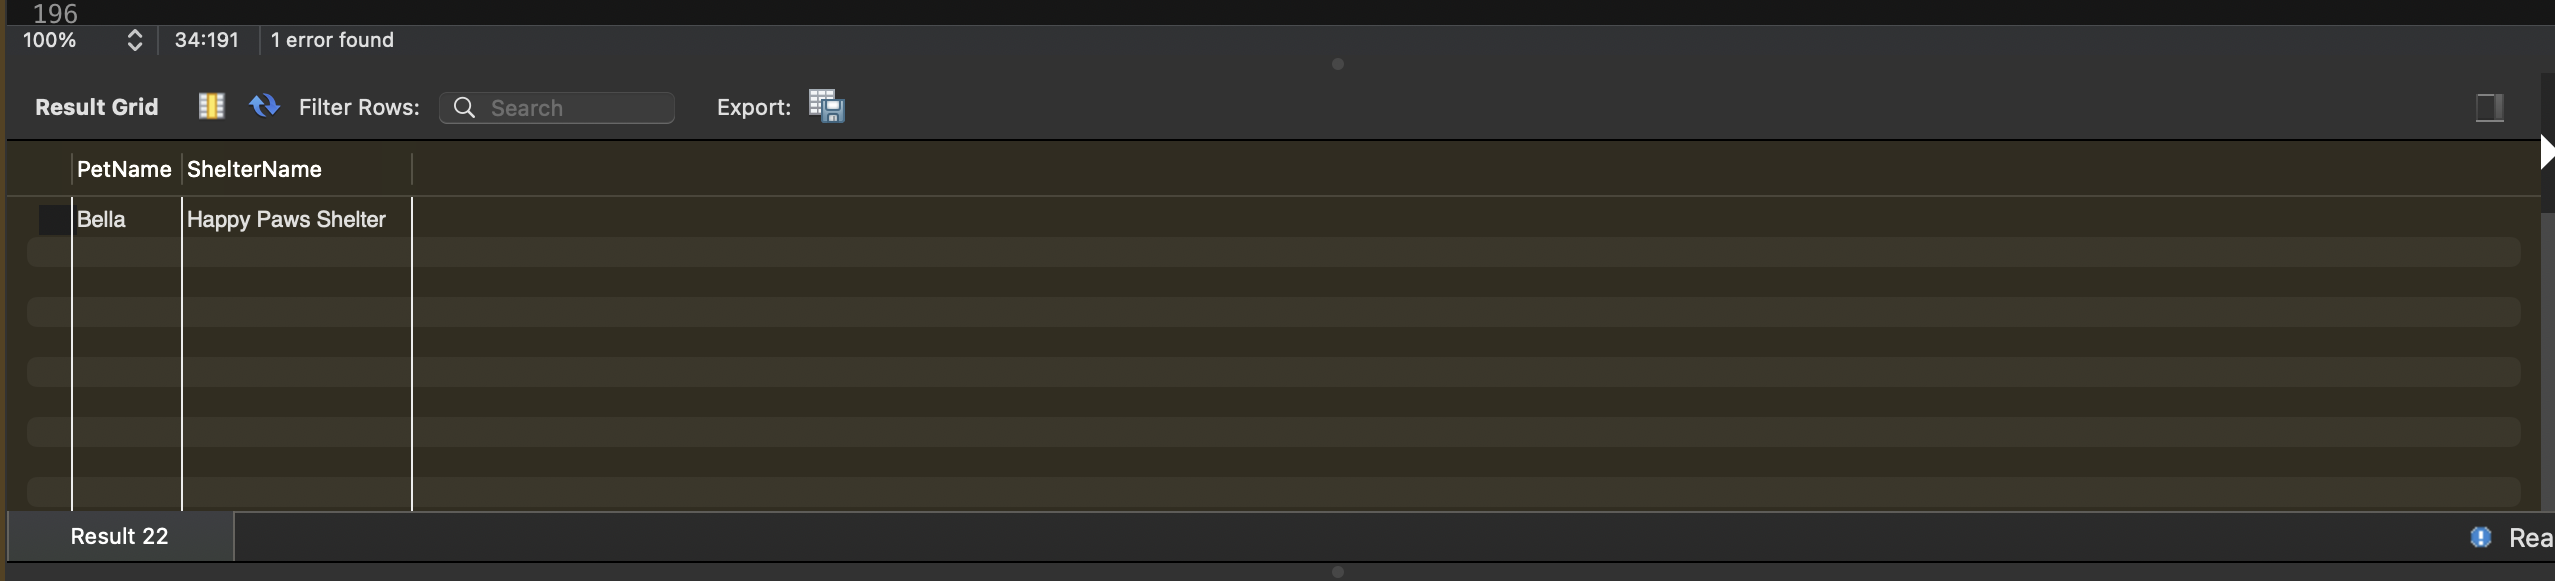 196
100% 34:191 1 error found
Result Grid Filter Rows: Search Export:
PetName ShelterName
Bella Happy Paws Shelter
Result 22 Rea